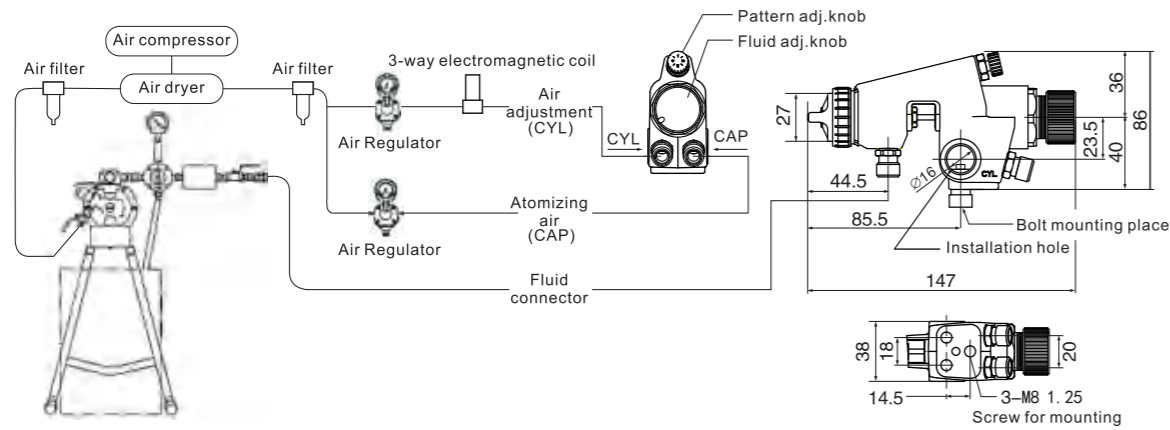 Air compressor
Air filter
Air dryer
Air filter
3-way electromagnetic coil
Air
adjustment
(CYL)
Air Regulator
Atomizing
air
(CAP)
Air Regulator
Fluid
connector
Pattern adj.knob
Fluid adj.knob
CYL
CAP
27
36
86
23.5
40
44.5
Ø16
CYL
85.5
Bolt mounting place
Installation hole
147
38
18
20
14.5
3-M8 1.25
Screw for mounting